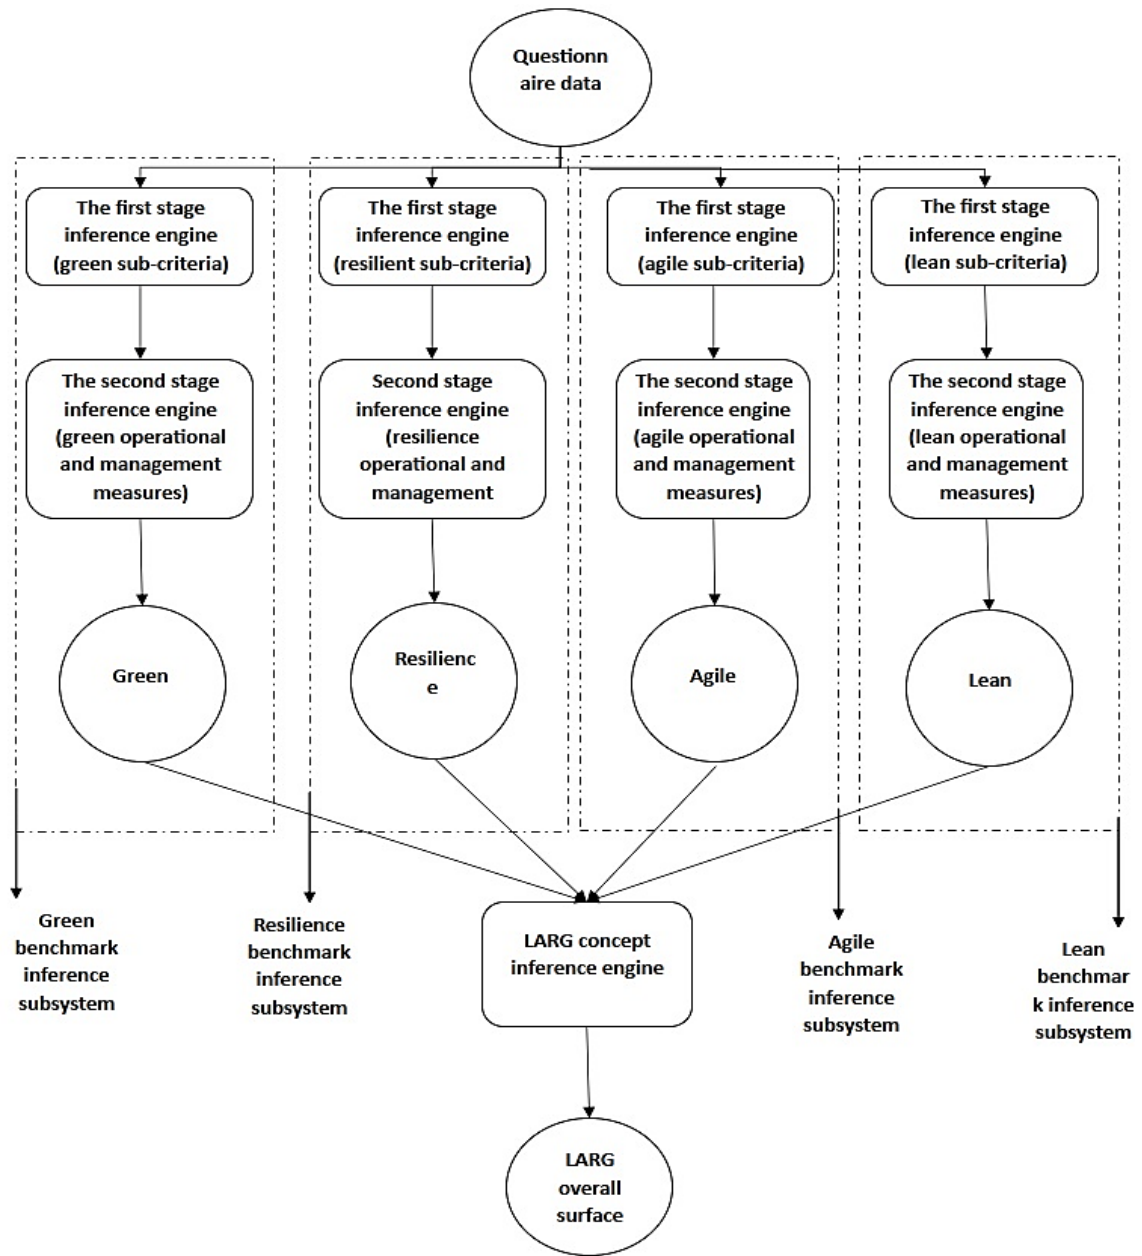 Questionn
aire data
The first stage
inference engine
(green sub-criteria)
The first stage
inference engine
(resilient sub-criteria)
The first stage
inference engine
(agile sub-criteria)
The first stage
inference engine
(lean sub-criteria)
The second stage
inference engine
(green operational
and management
measures)
Second stage
inference engine
(resilience
operational and
management
The second stage
inference engine
(agile operational
and management
measures)
The second stage
inference engine
(lean operational
and management
measures)
Green
Resilienc
e
Agile
Lean
Green
benchmark
inference
subsystem
Resilience
benchmark
inference
subsystem
LARG concept
inference engine
Agile
benchmark
inference
subsystem
Lean
benchmar
k inference
subsystem
LARG
overall
surface